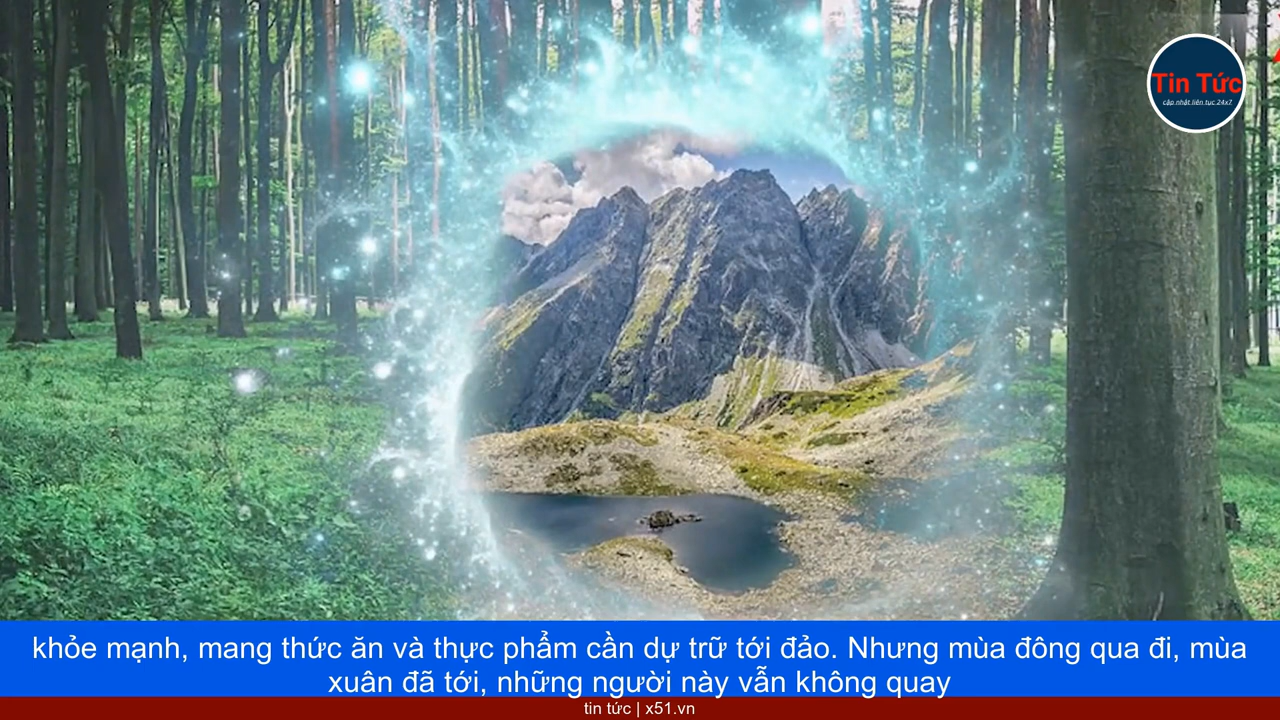 Tin Tức
cập nhật liên tục 24x7
khỏe mạnh, mang thức ăn và thực phẩm cần dự trữ tới đảo. Nhưng mùa đông qua đi, mùa
xuân đã tới, những người này vẫn không quay
tin tức | x51.vn